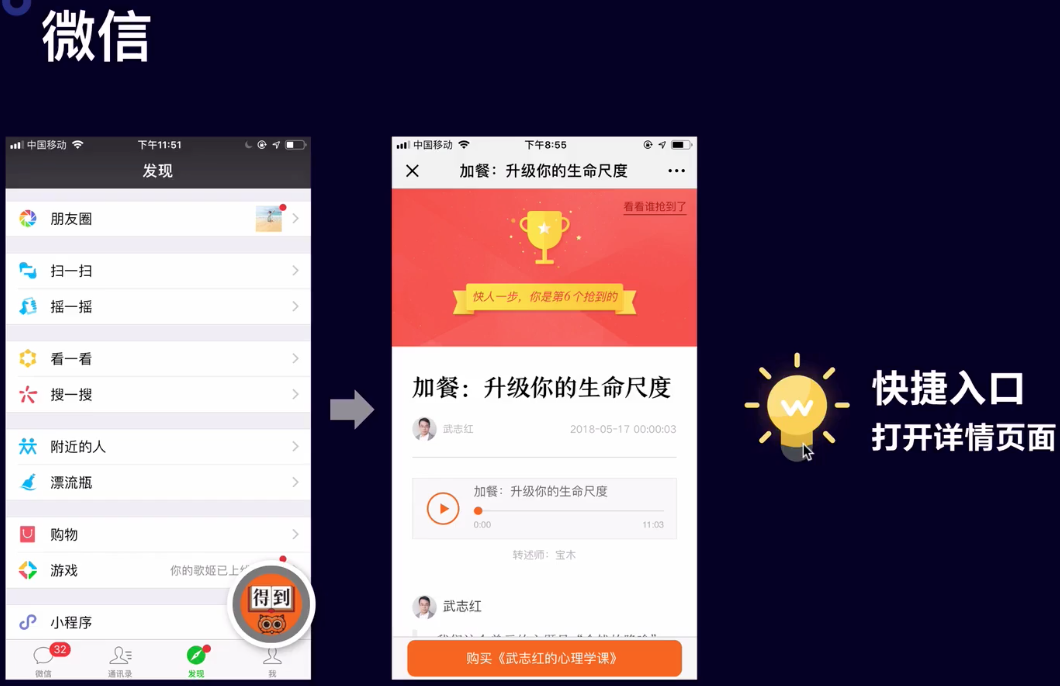 微信
中国移动
下午11:51
发现
朋友圈
扫一扫
摇一摇
看一看
搜一搜
附近的人
漂流瓶
购物
游戏
你的歌姬已上
得到
小程序
32
微信
通讯录
发现
我
中国移动
下午8:55
加餐：升级你的生命尺度
看看谁抢到了
快人一步，你是第6个抢到的
加餐：升级你的生命尺度
武志红
2018-05-17 00:00:03
加餐：升级你的生命尺度
0:00
11:03
转述师：宝木
武志红
购买《武志红的心理学课》
快捷入口
打开详情页面